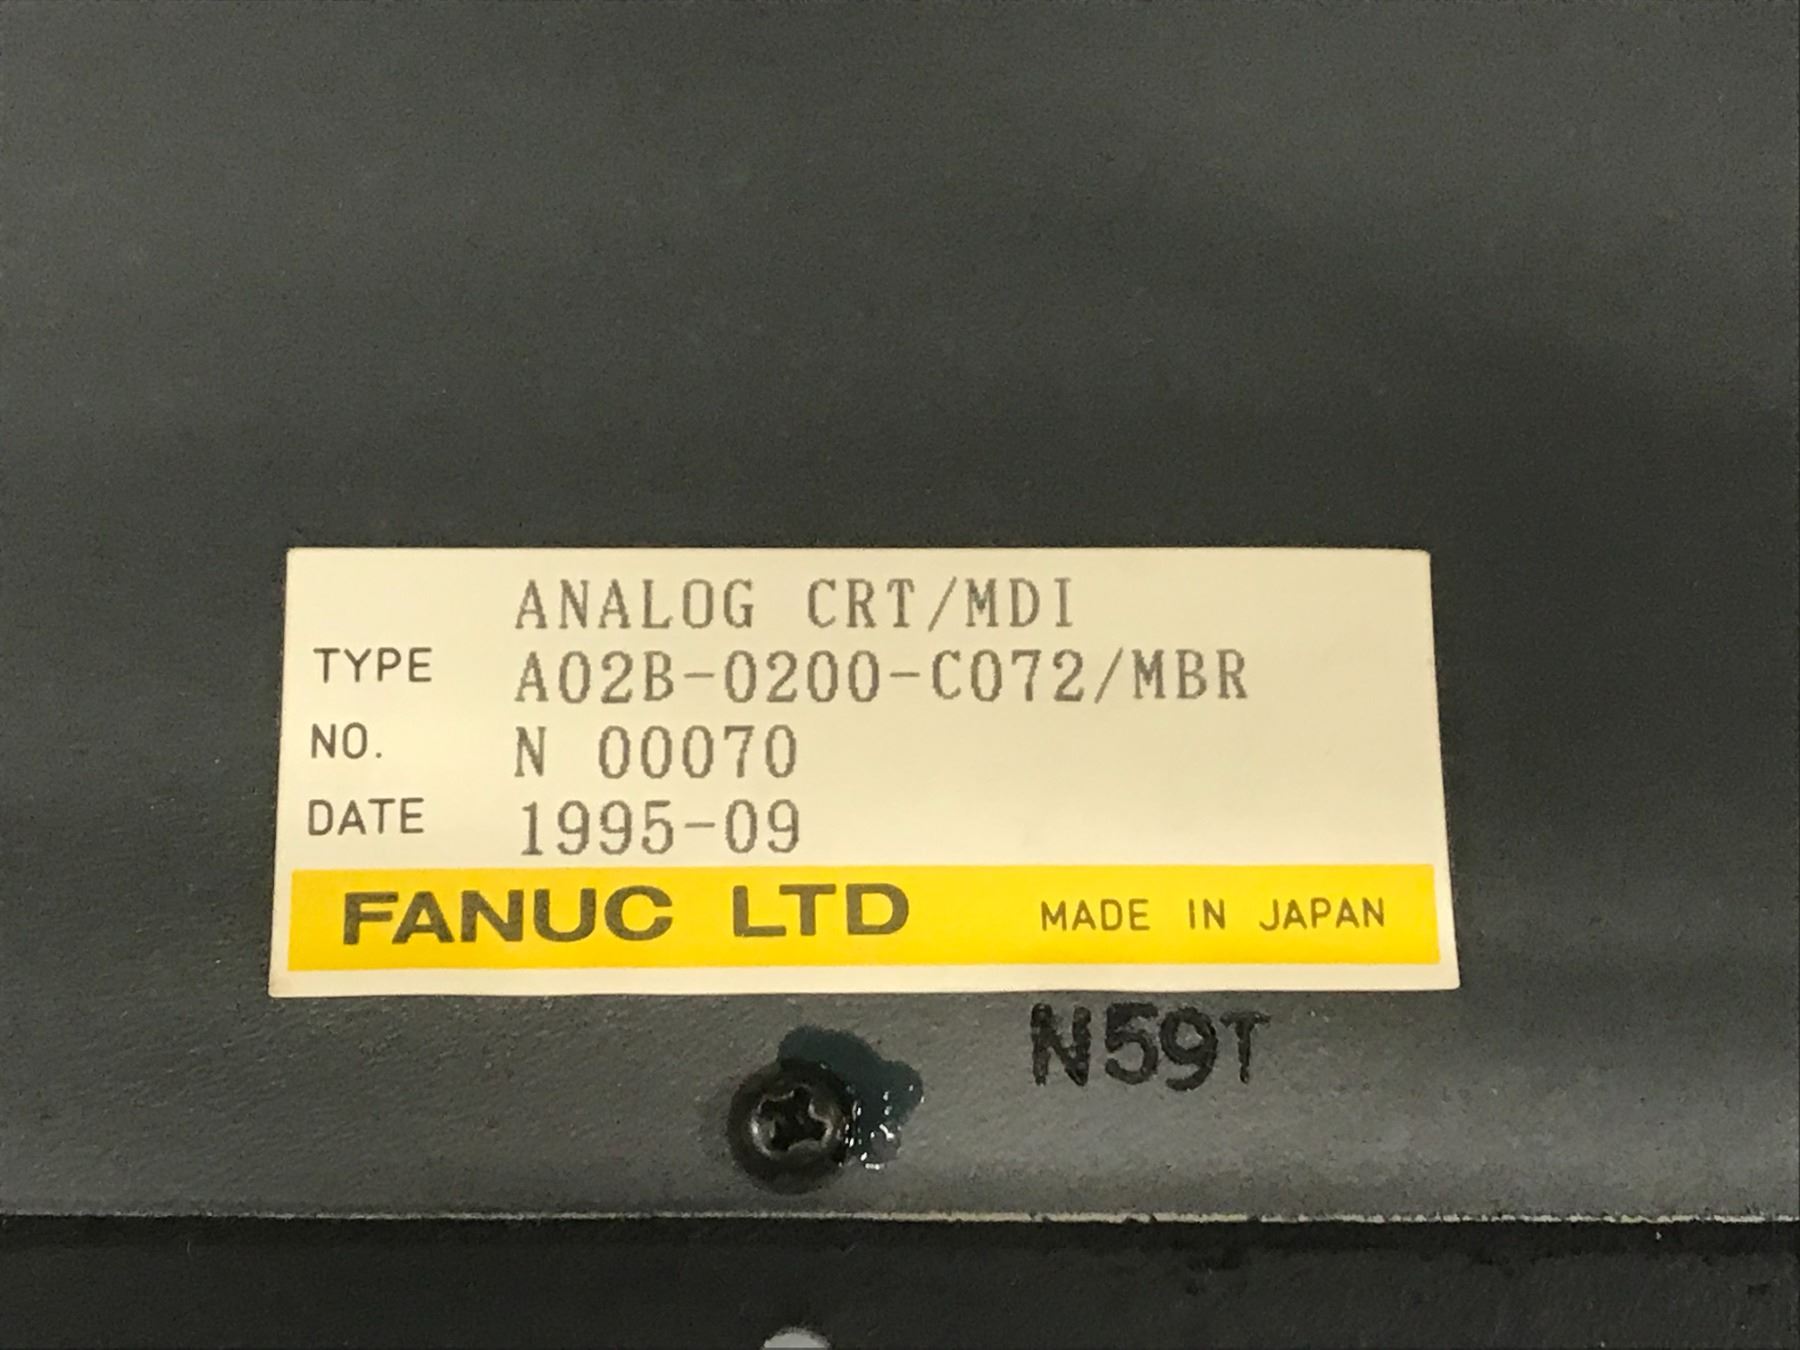 ANALOG CRT/MDI
TYPE A02B-0200-C072/MBR
NO. N 00070
DATE 1995-09
FANUC LTD MADE IN JAPAN
N59T